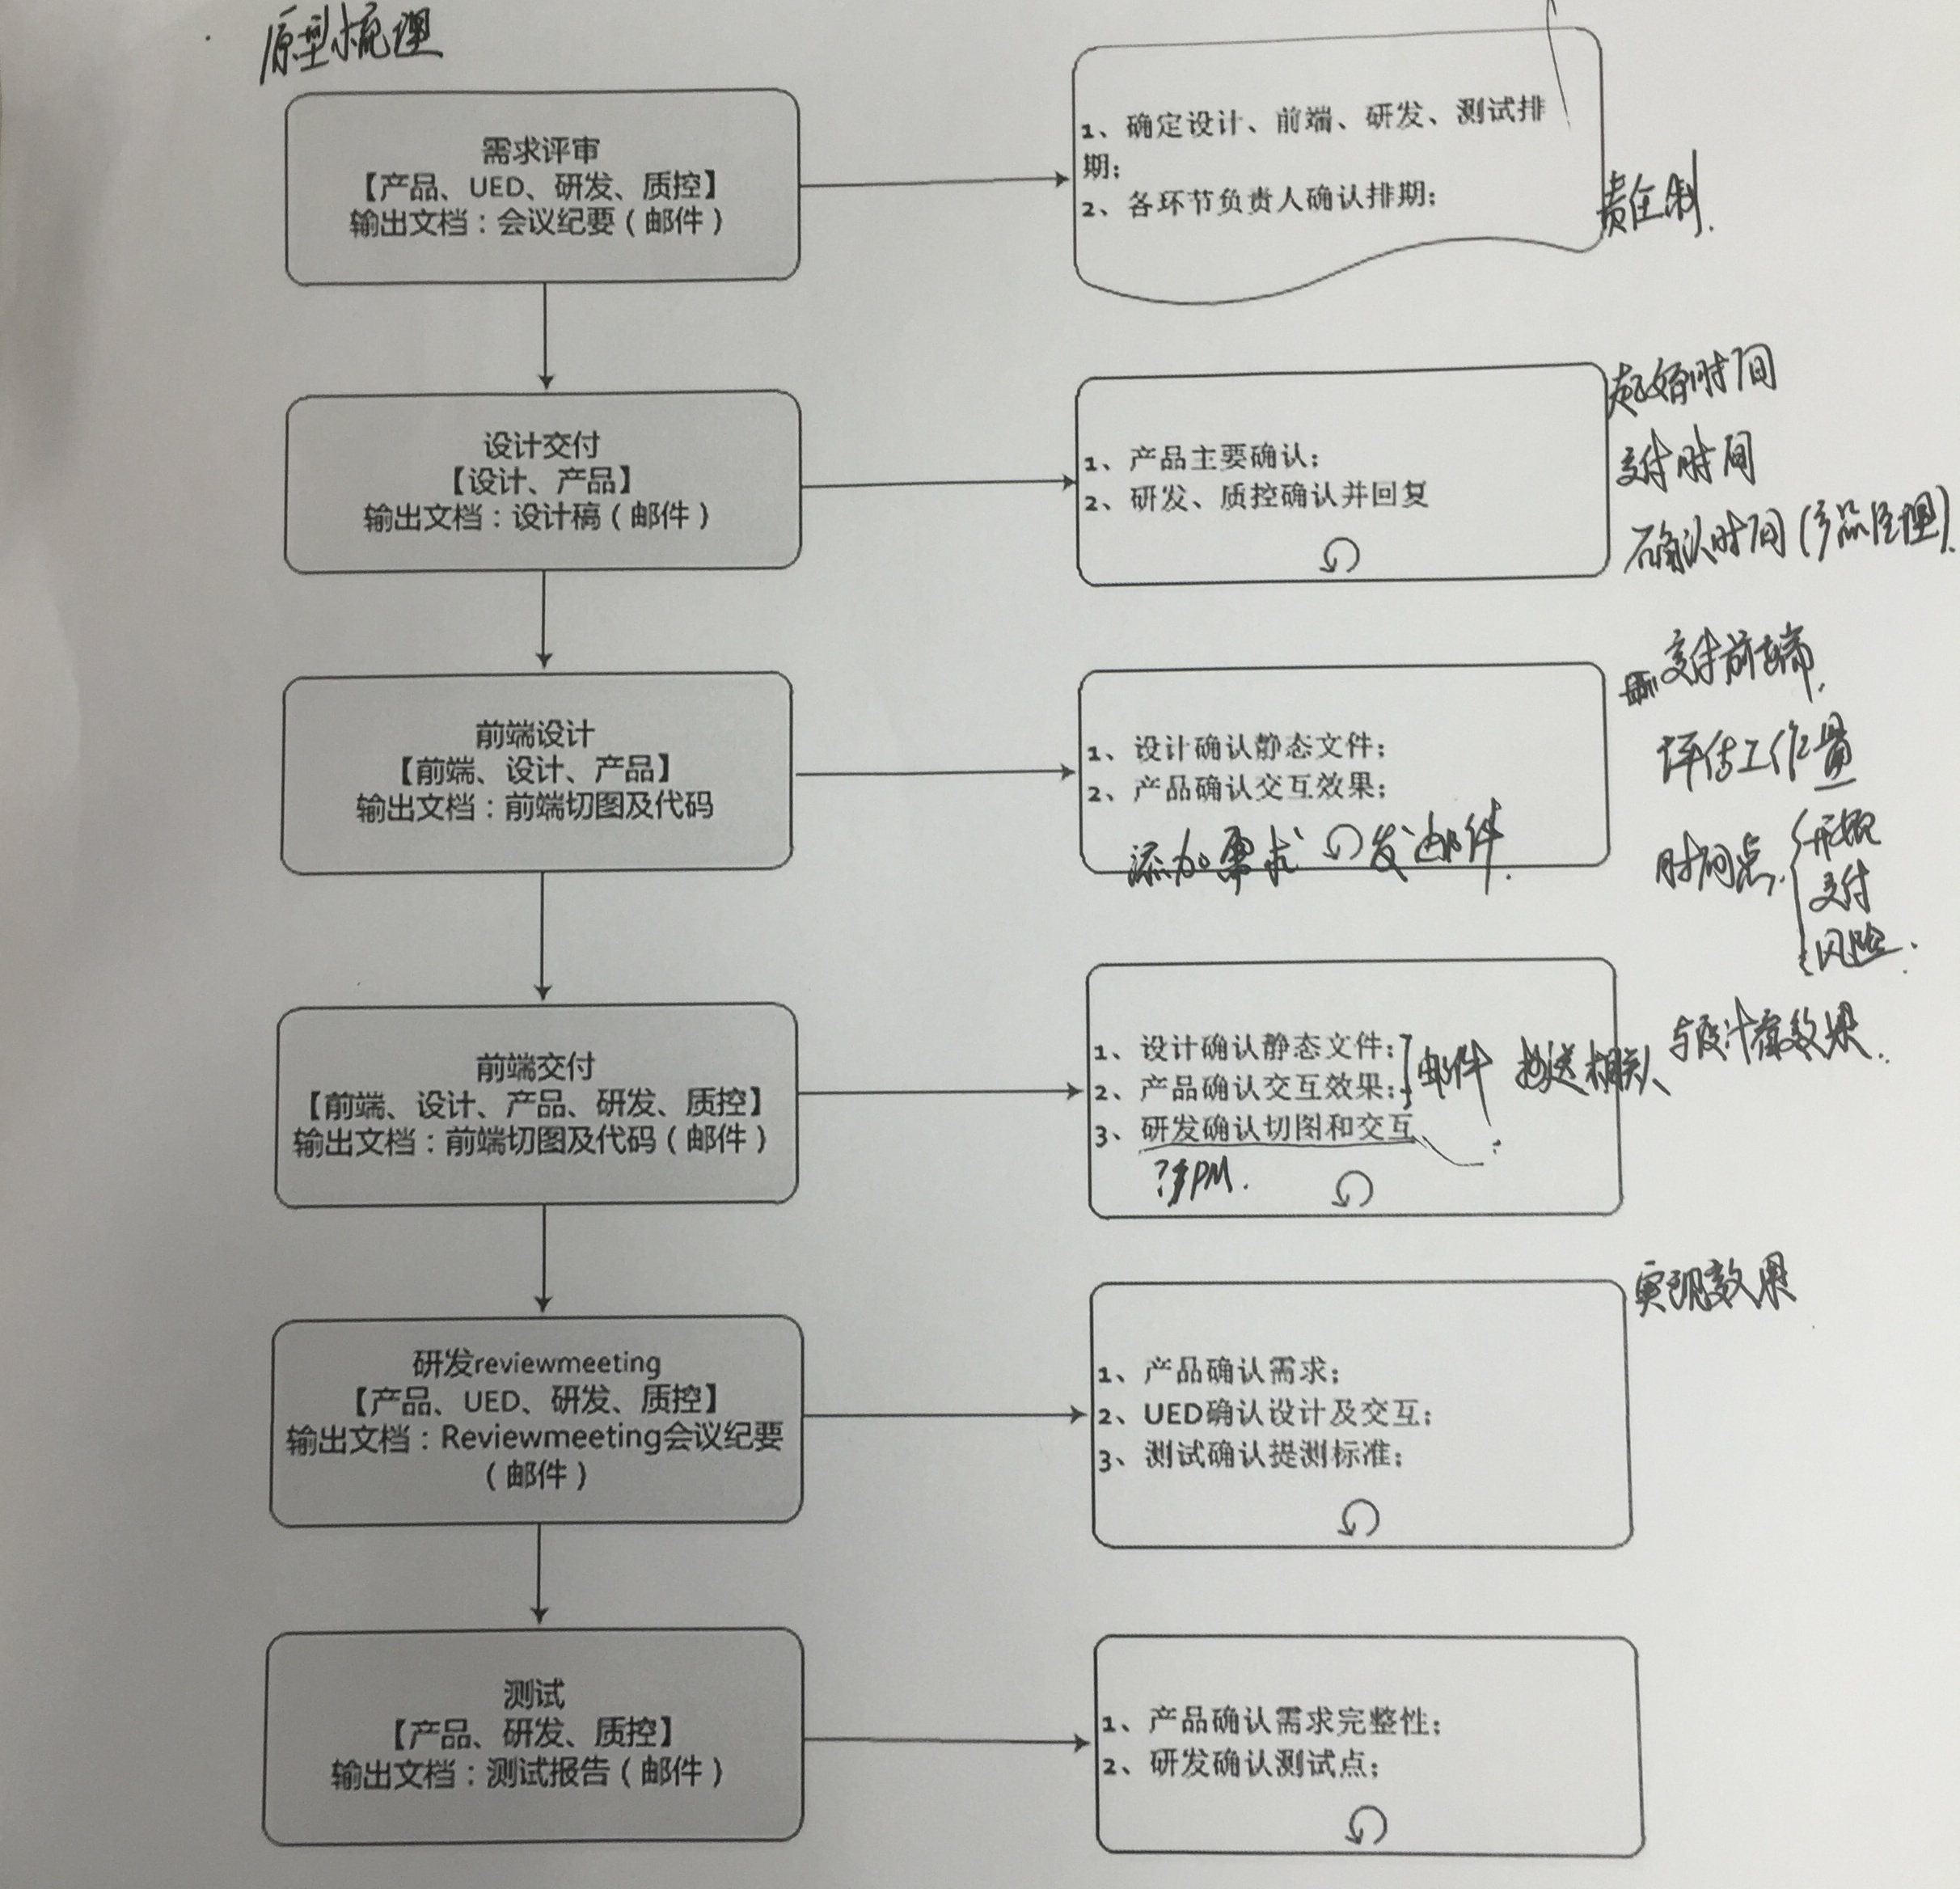 原型梳理
需求评审
【产品、UED、研发、质控】
输出文档：会议纪要（邮件）
1、确定设计、前端、研发、测试排
期；
2、各环节负责人确认排期；
责任制.
设计交付
【设计、产品】
输出文档：设计稿（邮件）
1、产品主要确认；
2、研发、质控确认并回复
起始时间
交付时间
确认时间（产品经理）.
前端设计
【前端、设计、产品】
输出文档：前端切图及代码
1、设计确认静态文件；
2、产品确认交互效果；
添加需求 发邮件.
交付前端.
评估工作量
时间点.
交付
风险.
前端交付
【前端、设计、产品、研发、质控】
输出文档：前端切图及代码（邮件）
1、设计确认静态文件；
2、产品确认交互效果；
3、研发确认切图和交互
邮件 抄送相关人
PM.
与设计看效果.
研发reviewmeeting
【产品、UED、研发、质控】
输出文档：Reviewmeeting会议纪要
（邮件）
1、产品确认需求；
2、UED确认设计及交互；
3、测试确认提测标准；
实现效果
测试
【产品、研发、质控】
输出文档：测试报告（邮件）
1、产品确认需求完整性；
2、研发确认测试点；